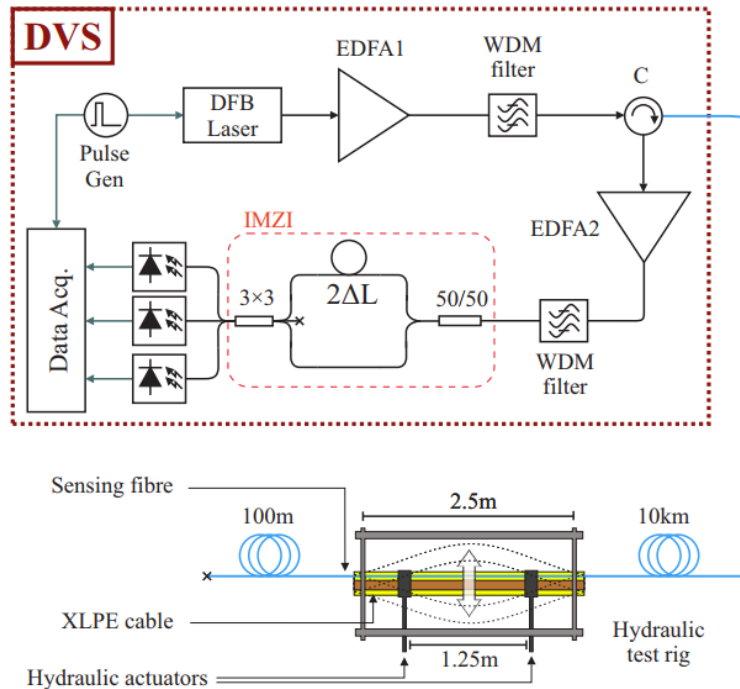 DVS
EDFA1
WDM
filter
C
DFB
Laser
Pulse
Gen
IMZI
EDFA2
Data Acq.
3×3
2ΔL
50/50
WDM
filter
Sensing fibre
2.5m
100m
10km
XLPE cable
Hydraulic
test rig
1.25m
Hydraulic actuators